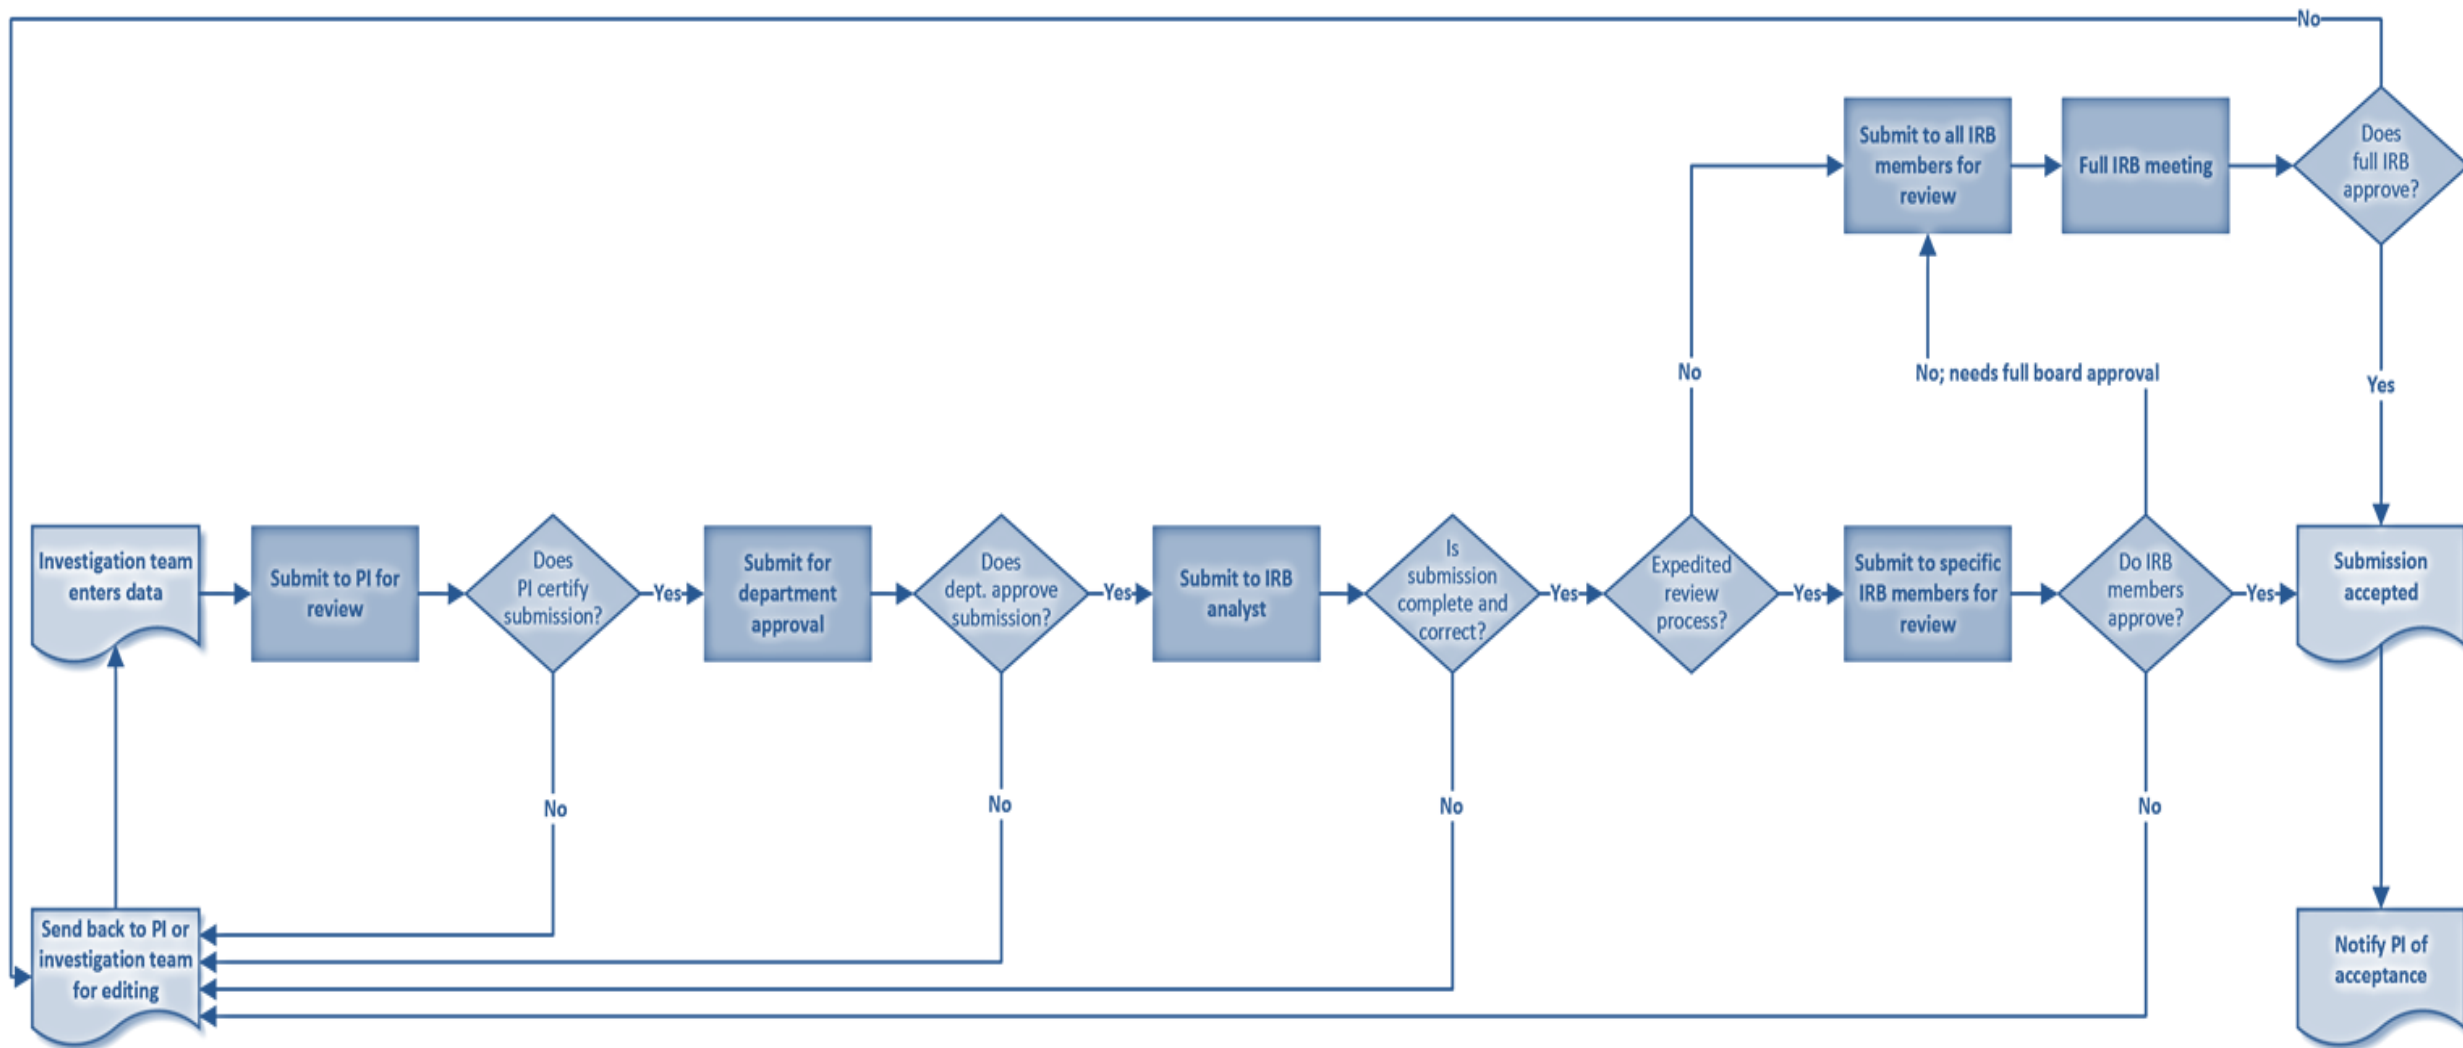 No
Submit to all IRB
members for
review
Full IRB meeting
Does
full IRB
approve?
No
No; needs full board approval
Yes
Investigation team
enters data
Submit to PI for
review
Does
PI certify
submission?
Yes
Submit for
department
approval
Does
dept. approve
submission?
Yes
Submit to IRB
analyst
Is
submission
complete and
correct?
Yes
Expedited
review
process?
Yes
Submit to specific
IRB members for
review
Do IRB
members
approve?
Yes
Submission
accepted
No
No
No
No
Send back to PI or
investigation team
for editing
Notify PI of
acceptance